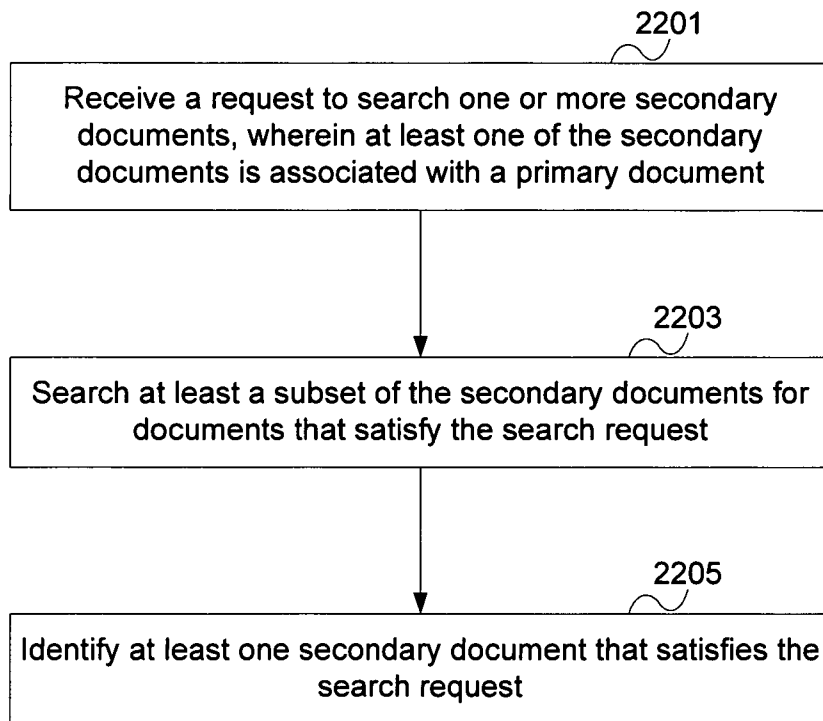 2201
Receive a request to search one or more secondary
documents, wherein at least one of the secondary
documents is associated with a primary document
2203
Search at least a subset of the secondary documents for
documents that satisfy the search request
2205
Identify at least one secondary document that satisfies the
search request